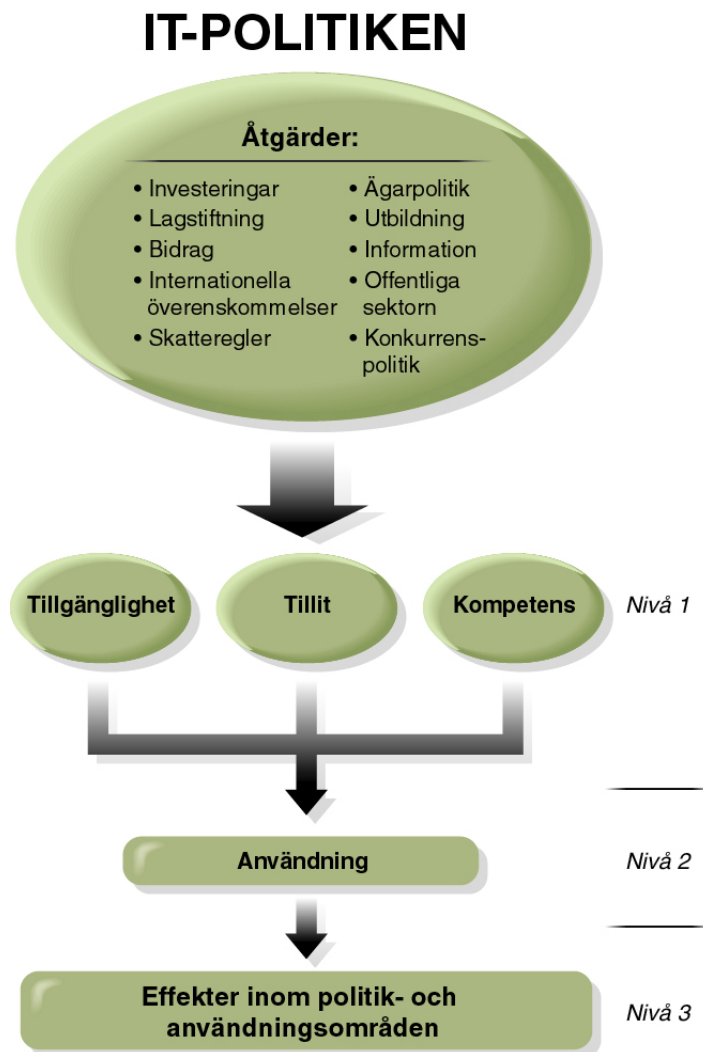 IT-POLITIKEN
Åtgärder:
• Investeringar
• Lagstiftning
• Bidrag
• Internationella
överenskommelser
• Skatteregler
• Ägarpolitik
• Utbildning
• Information
• Offentliga
sektorn
• Konkurrens-
politik
Tillgänglighet
Tillit
Kompetens
Nivå 1
Användning
Nivå 2
Effekter inom politik- och
användningsområden
Nivå 3